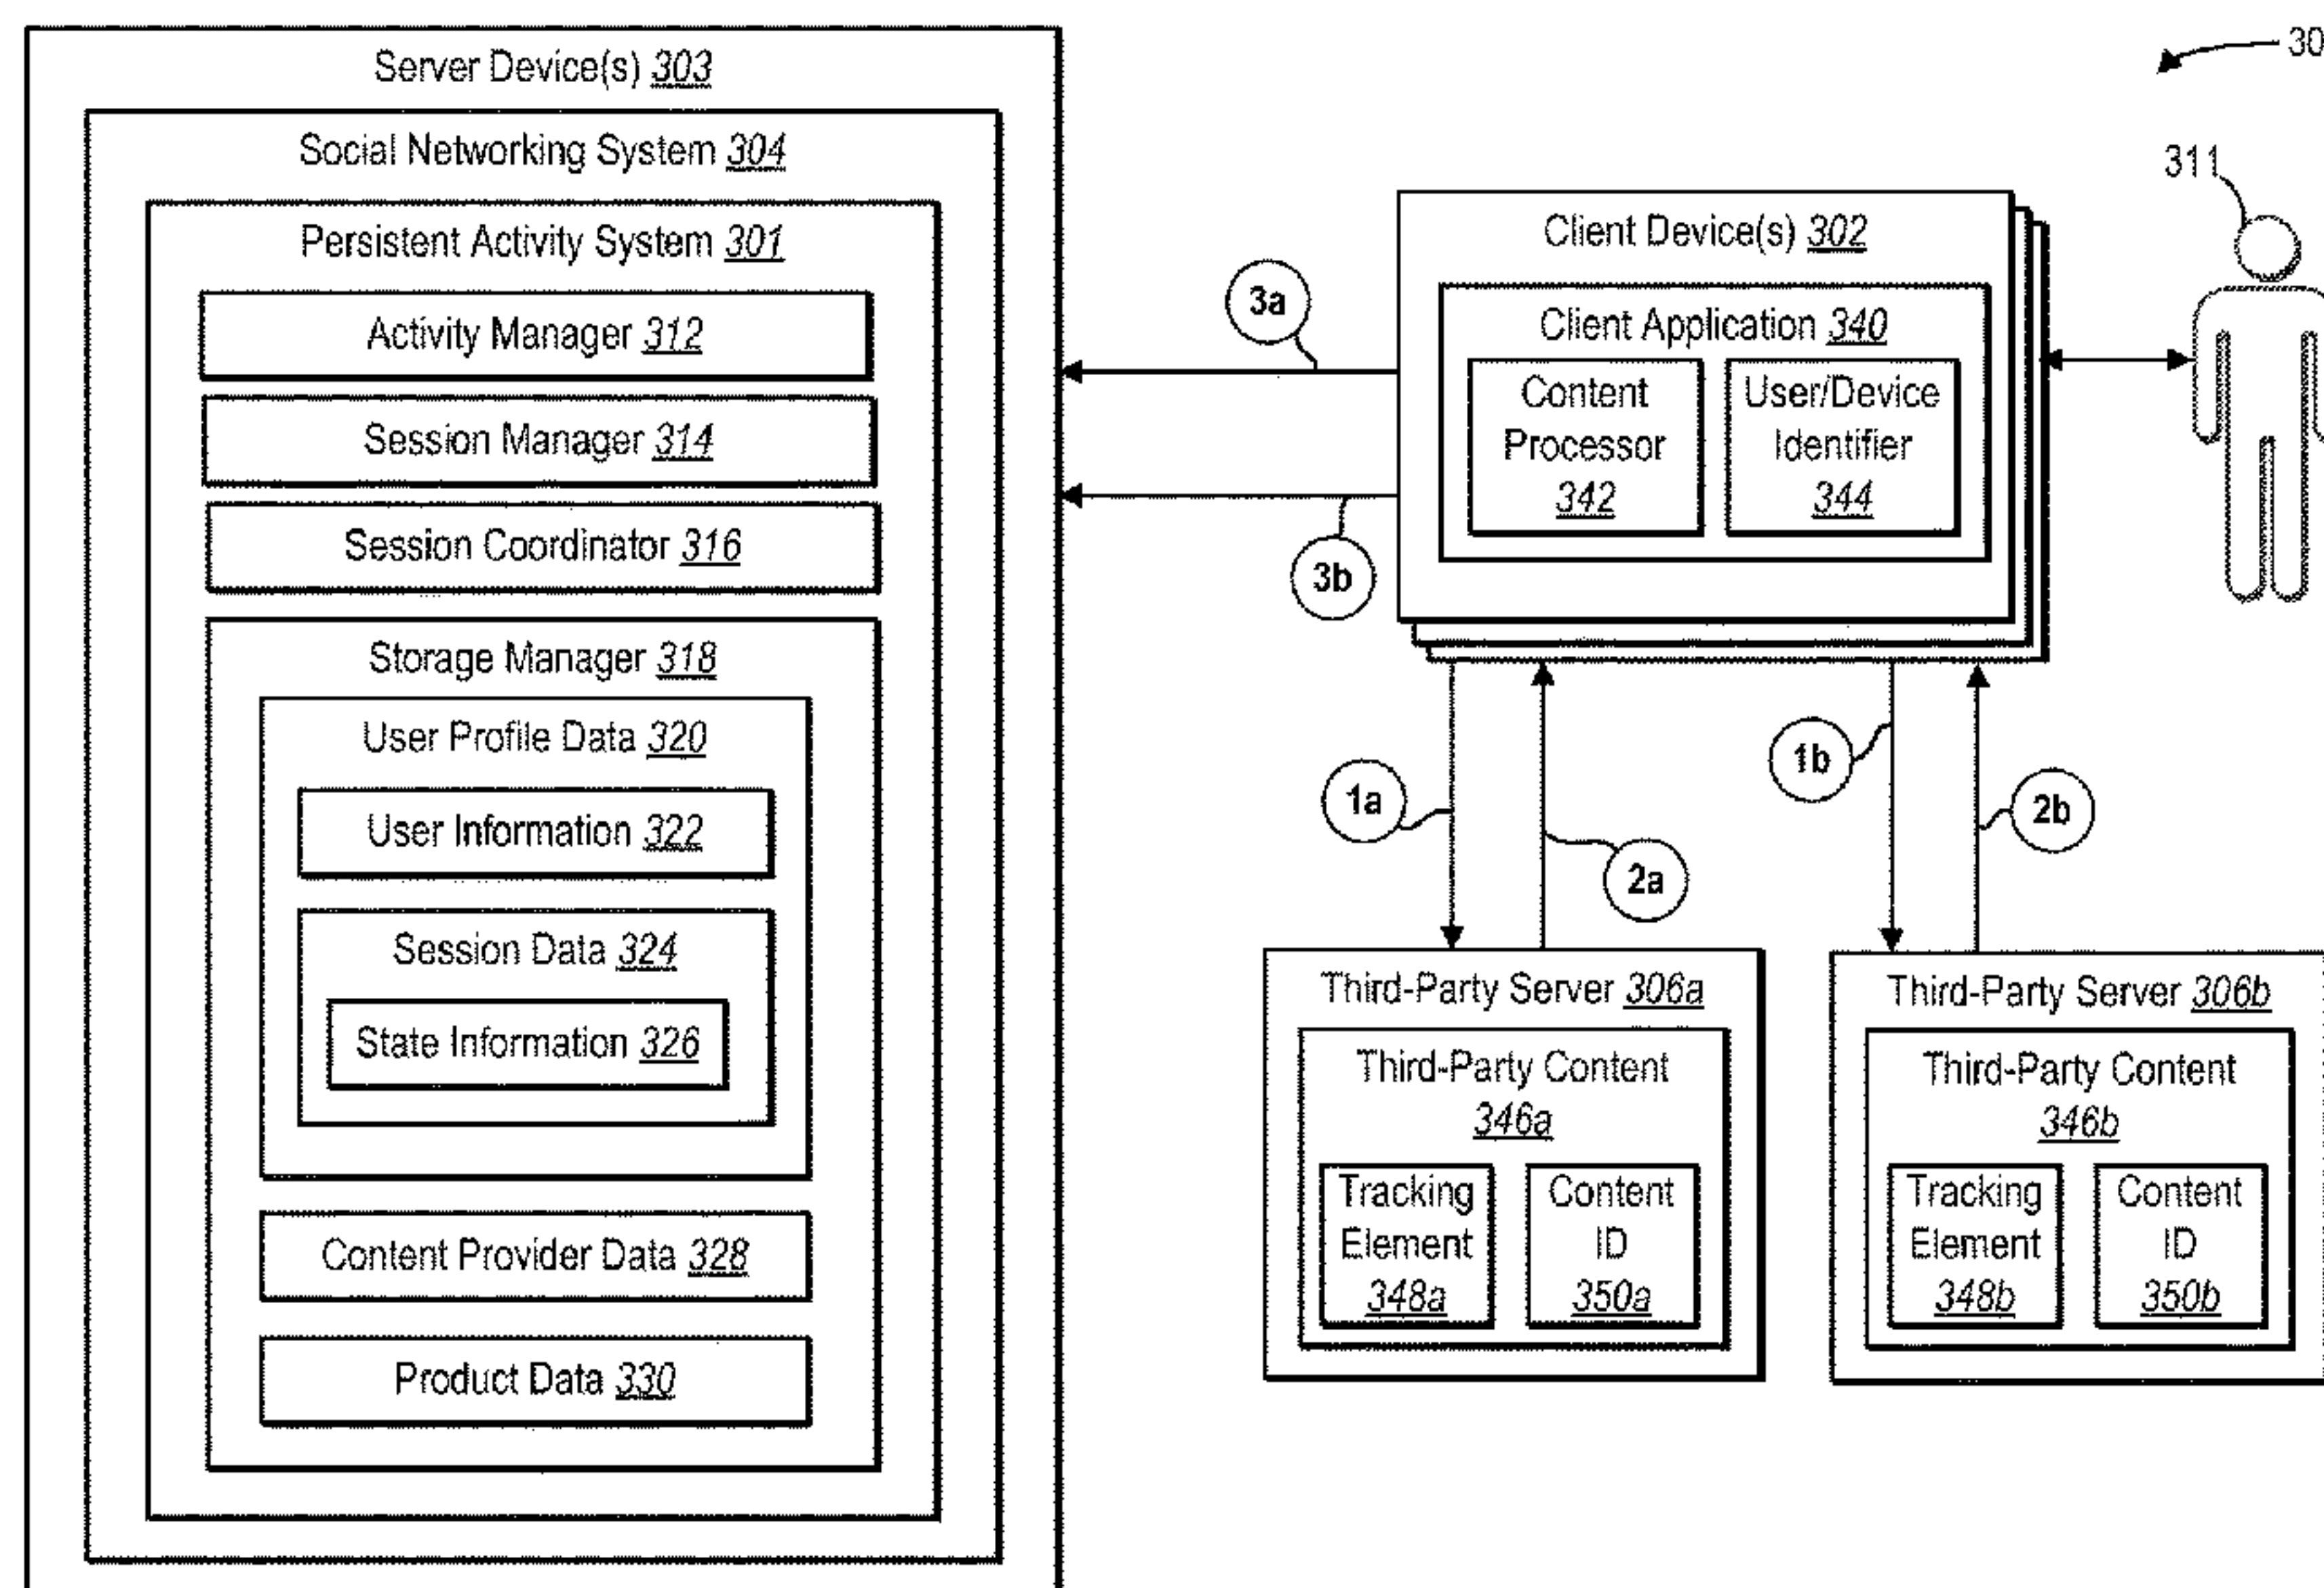 Server Device(s) 303
Social Networking System 304
Persistent Activity System 301
Activity Manager 312
Session Manager 314
Session Coordinator 316
Storage Manager 318
User Profile Data 320
User Information 322
Session Data 324
State Information 326
Content Provider Data 328
Product Data 330
3a
3b
30
311
Client Device(s) 302
Client Application 340
Content
Processor
342
User/Device
Identifier
344
1a
2a
1b
2b
Third-Party Server 306a
Third-Party Content
346a
Tracking
Element
348a
Content
ID
350a
Third-Party Server 306b
Third-Party Content
346b
Tracking
Element
348b
Content
ID
350b